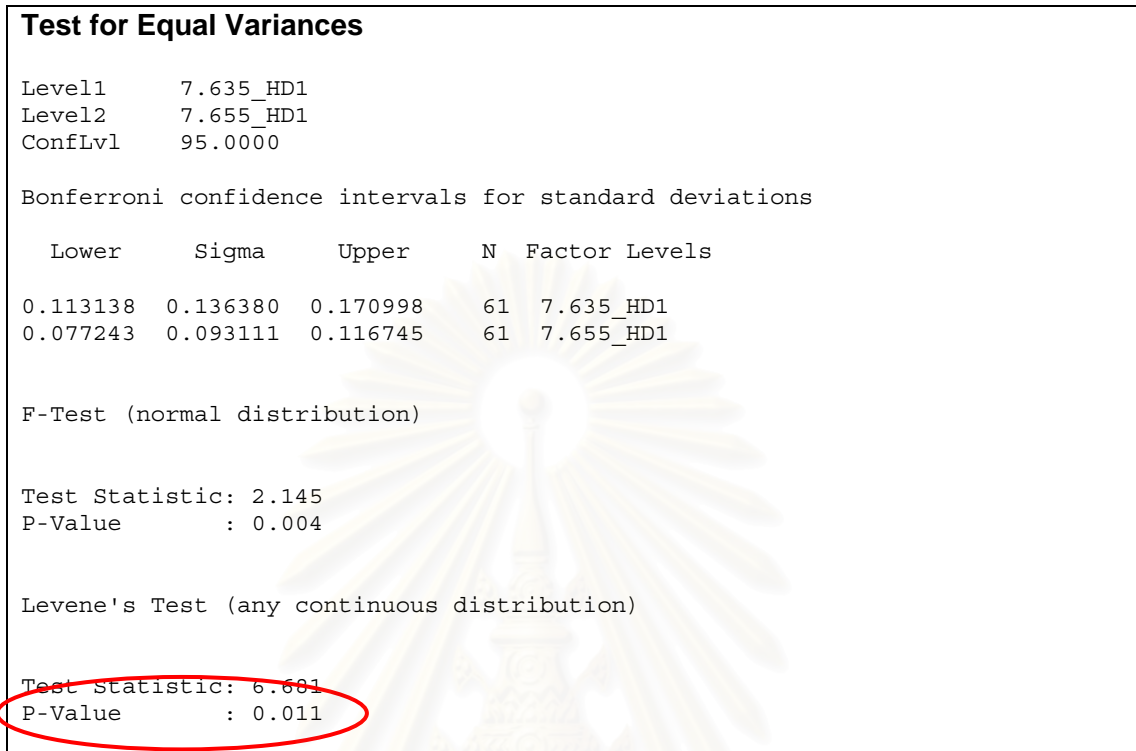 Test for Equal Variances
Level1 7.635_HD1
Level2 7.655_HD1
ConfLvl 95.0000
Bonferroni confidence intervals for standard deviations
Lower Sigma Upper N Factor Levels
0.113138 0.136380 0.170998 61 7.635_HD1
0.077243 0.093111 0.116745 61 7.655_HD1
F-Test (normal distribution)
Test Statistic: 2.145
P-Value : 0.004
Levene's Test (any continuous distribution)
Test Statistic: 6.681
P-Value : 0.011